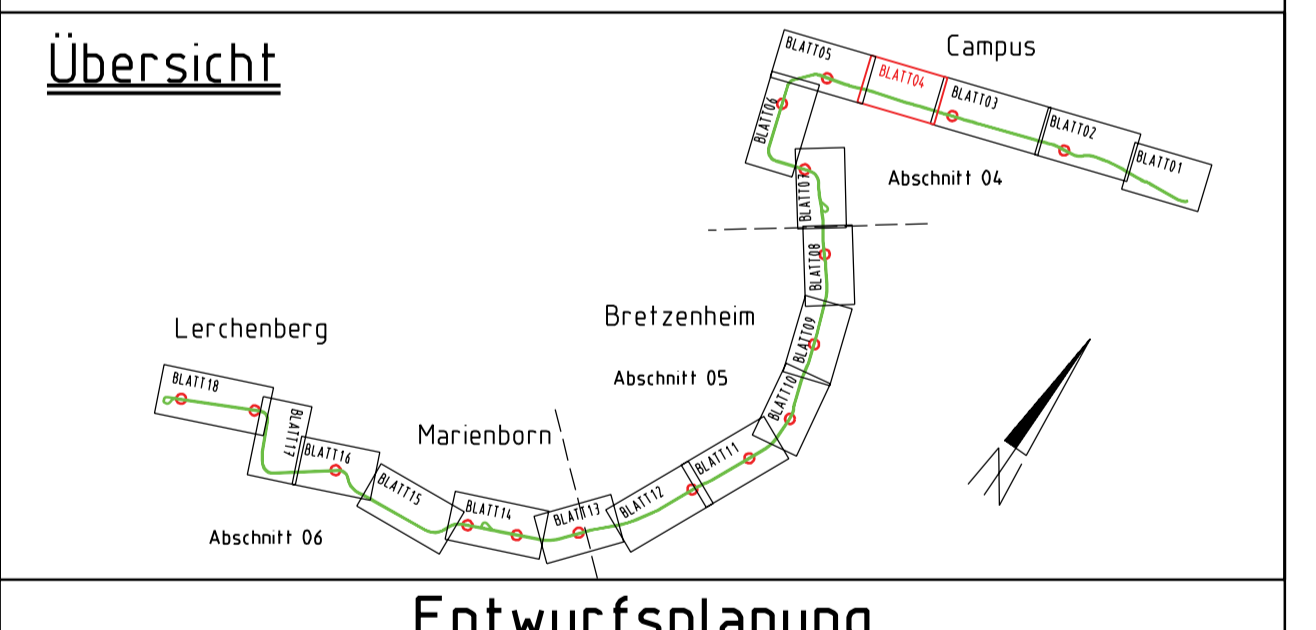 Übersicht
Campus
BLATT05
BLATT04
BLATT03
BLATT02
BLATT01
BLATT06
Abschnitt 04
BLATT07
BLATT08
Bretzenheim
BLATT09
Abschnitt 05
BLATT10
Lerchenberg
BLATT18
BLATT17
BLATT16
Marienborn
BLATT15
BLATT14
BLATT13
BLATT12
BLATT11
Abschnitt 06
N
Entwurfsplanung